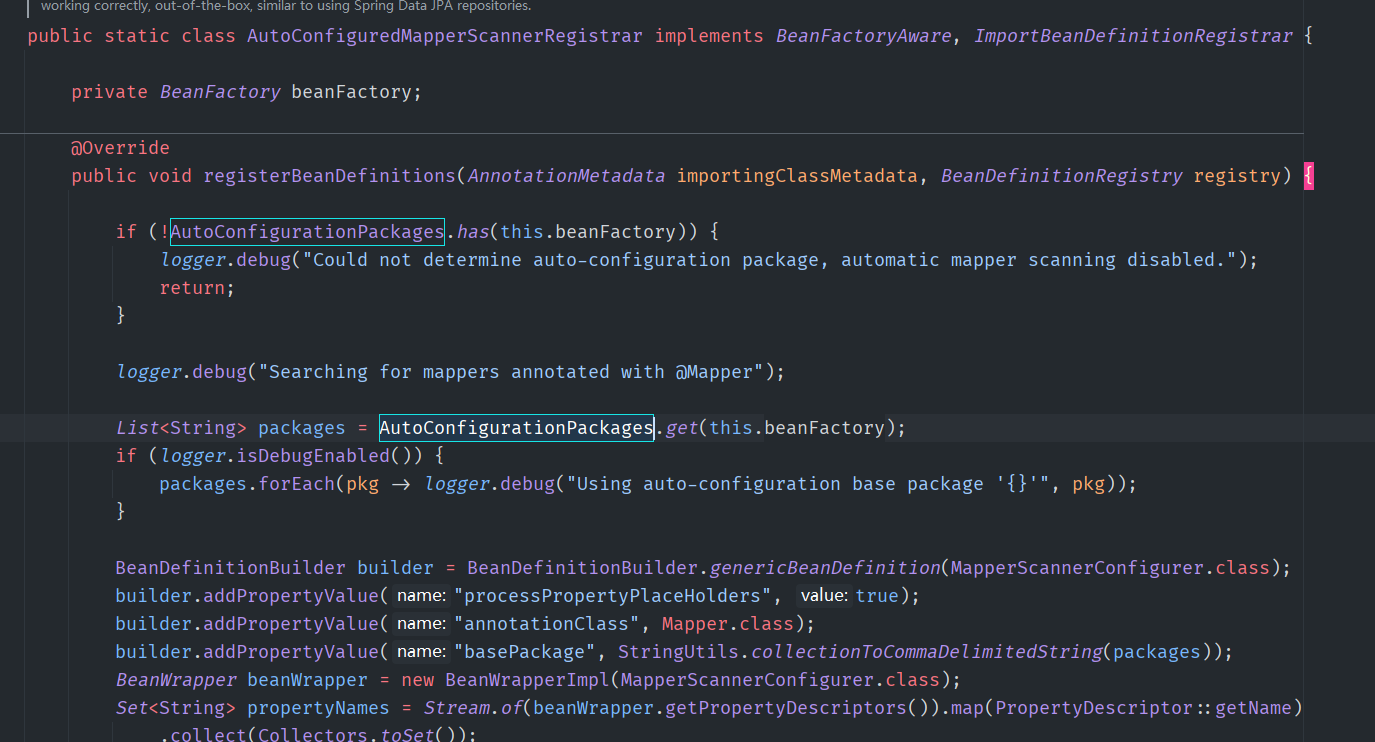 working correctly, out-of-the-box, similar to using Spring Data JPA repositories.
public static class AutoConfiguredMapperScannerRegistrar implements BeanFactoryAware, ImportBeanDefinitionRegistrar {
private BeanFactory beanFactory;
@Override
public void registerBeanDefinitions(AnnotationMetadata importingClassMetadata, BeanDefinitionRegistry registry) {
if (!AutoConfigurationPackages.has(this.beanFactory)) {
logger.debug("Could not determine auto-configuration package, automatic mapper scanning disabled.");
return;
}
logger.debug("Searching for mappers annotated with @Mapper");
List<String> packages = AutoConfigurationPackages.get(this.beanFactory);
if (logger.isDebugEnabled()) {
packages.forEach(pkg -> logger.debug("Using auto-configuration base package '{}'", pkg));
}
BeanDefinitionBuilder builder = BeanDefinitionBuilder.genericBeanDefinition(MapperScannerConfigurer.class);
builder.addPropertyValue( name: "processPropertyPlaceHolders", value: true);
builder.addPropertyValue( name: "annotationClass", Mapper.class);
builder.addPropertyValue( name: "basePackage", StringUtils.collectionToCommaDelimitedString(packages));
BeanWrapper beanWrapper = new BeanWrapperImpl(MapperScannerConfigurer.class);
Set<String> propertyNames = Stream.of(beanWrapper.getPropertyDescriptors()).map(PropertyDescriptor::getName)
.collect(Collectors.toSet());